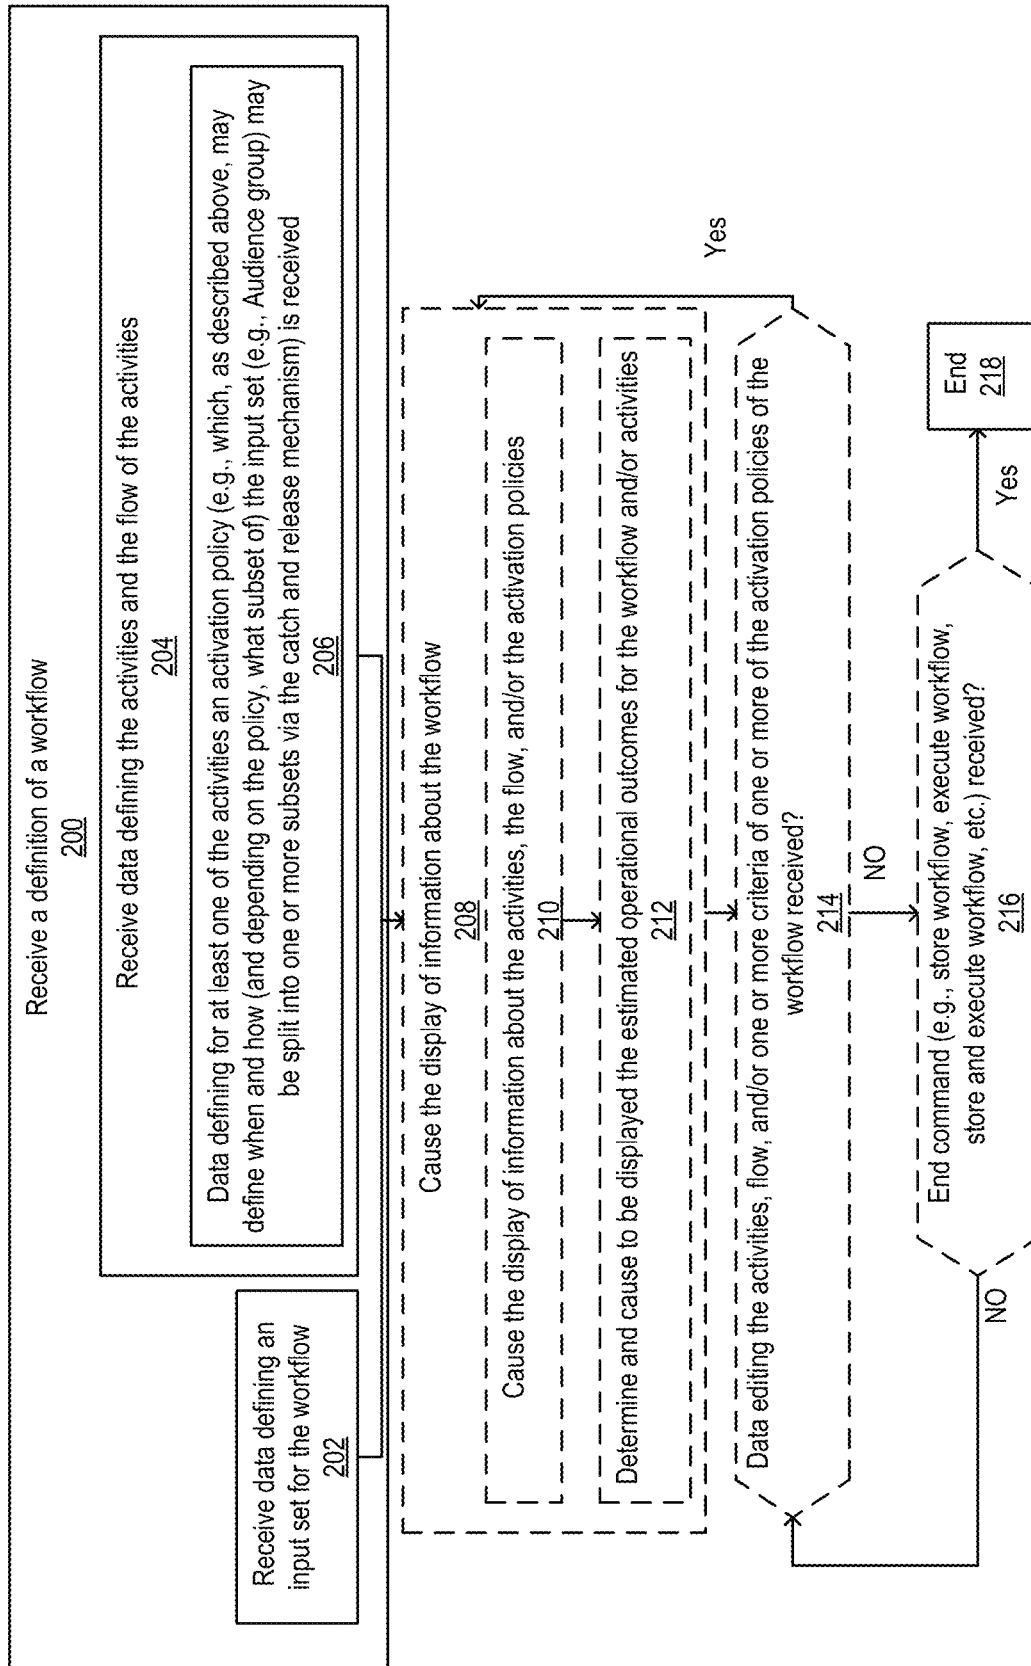 Receive a definition of a workflow
200
Receive data defining an
input set for the workflow
202
Receive data defining the activities and the flow of the activities
204
Data defining for at least one of the activities an activation policy (e.g., which, as described above, may
define when and how (and depending on the policy, what subset of) the input set (e.g., Audience group) may
be split into one or more subsets via the catch and release mechanism) is received
206
Cause the display of information about the workflow
208
Cause the display of information about the activities, the flow, and/or the activation policies
210
Determine and cause to be displayed the estimated operational outcomes for the workflow and/or activities
212
Data editing the activities, flow, and/or one or more criteria of one or more of the activation policies of the
workflow received?
214
Yes
NO
End command (e.g., store workflow, execute workflow,
store and execute workflow, etc.) received?
216
NO
Yes
End
218